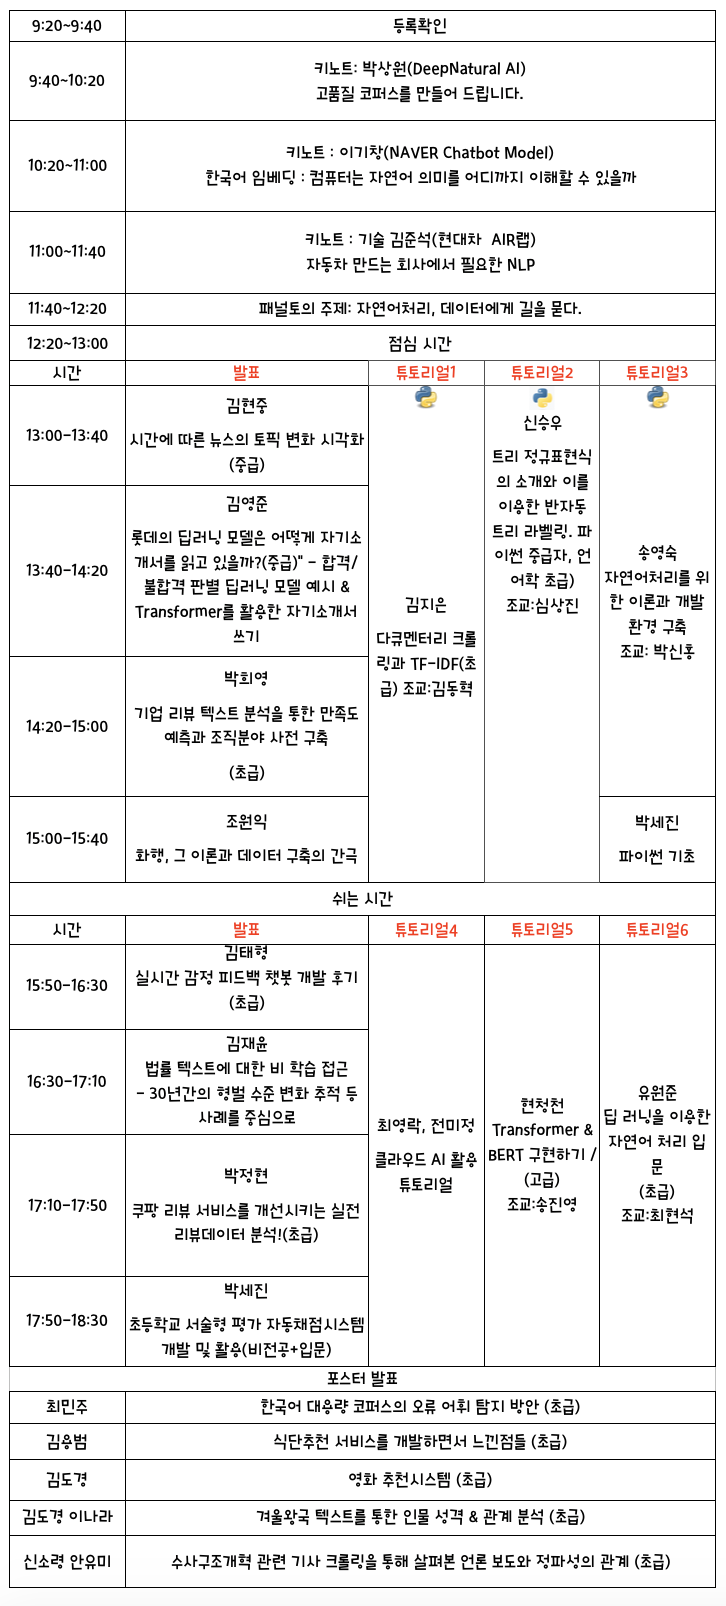 9:20~9:40
등록확인
9:40~10:20
키노트: 박상원(DeepNatural AI)
고품질 코퍼스를 만들어 드립니다.
10:20~11:00
키노트 : 이기창(NAVER Chatbot Model)
한국어 임베딩 : 컴퓨터는 자연어 의미를 어디까지 이해할 수 있을까
11:00~11:40
키노트 : 기술 김준석(현대차 AIR랩)
자동차 만드는 회사에서 필요한 NLP
11:40~12:20
패널토의 주제: 자연어처리, 데이터에게 길을 묻다.
12:20~13:00
점심 시간
시간
발표
튜토리얼1
튜토리얼2
튜토리얼3
13:00-13:40
김현중
시간에 따른 뉴스의 토픽 변화 시각화
(중급)
13:40-14:20
김영준
롯데의 딥러닝 모델은 어떻게 자기소
개서를 읽고 있을까?(중급)" - 합격/
불합격 판별 딥러닝 모델 예시 &
Transformer를 활용한 자기소개서
쓰기
14:20-15:00
박희영
기업 리뷰 텍스트 분석을 통한 만족도
예측과 조직분야 사전 구축
(초급)
15:00-15:40
조원익
화행, 그 이론과 데이터 구축의 간극
김지은
다큐멘터리 크롤
링과 TF-IDF(초
급) 조교:김동혁
신승우
트리 정규표현식
의 소개와 이를
이용한 반자동
트리 라벨링. 파
이썬 중급자, 언
어학 초급)
조교:심상진
송영숙
자연어처리를 위
한 이론과 개발
환경 구축
조교: 박신홍
박세진
파이썬 기초
쉬는 시간
시간
발표
튜토리얼4
튜토리얼5
튜토리얼6
15:50-16:30
김태형
실시간 감정 피드백 챗봇 개발 후기
(초급)
16:30-17:10
김재윤
법률 텍스트에 대한 비 학습 접근
- 30년간의 형벌 수준 변화 추적 등
사례를 중심으로
17:10-17:50
박정현
쿠팡 리뷰 서비스를 개선시키는 실전
리뷰데이터 분석!(초급)
17:50-18:30
박세진
초등학교 서술형 평가 자동채점시스템
개발 및 활용(비전공+입문)
최영락, 전미정
클라우드 AI 활용
튜토리얼
현청천
Transformer &
BERT 구현하기 /
(고급)
조교:송진영
유원준
딥 러닝을 이용한
자연어 처리 입
문
(초급)
조교:최현석
포스터 발표
최민주
한국어 대용량 코퍼스의 오류 어휘 탐지 방안 (초급)
김용범
식단추천 서비스를 개발하면서 느낀점들 (초급)
김도경
영화 추천시스템 (초급)
김도경 이나라
겨울왕국 텍스트를 통한 인물 성격 & 관계 분석 (초급)
신소령 안유미
수사구조개혁 관련 기사 크롤링을 통해 살펴본 언론 보도와 정파성의 관계 (초급)